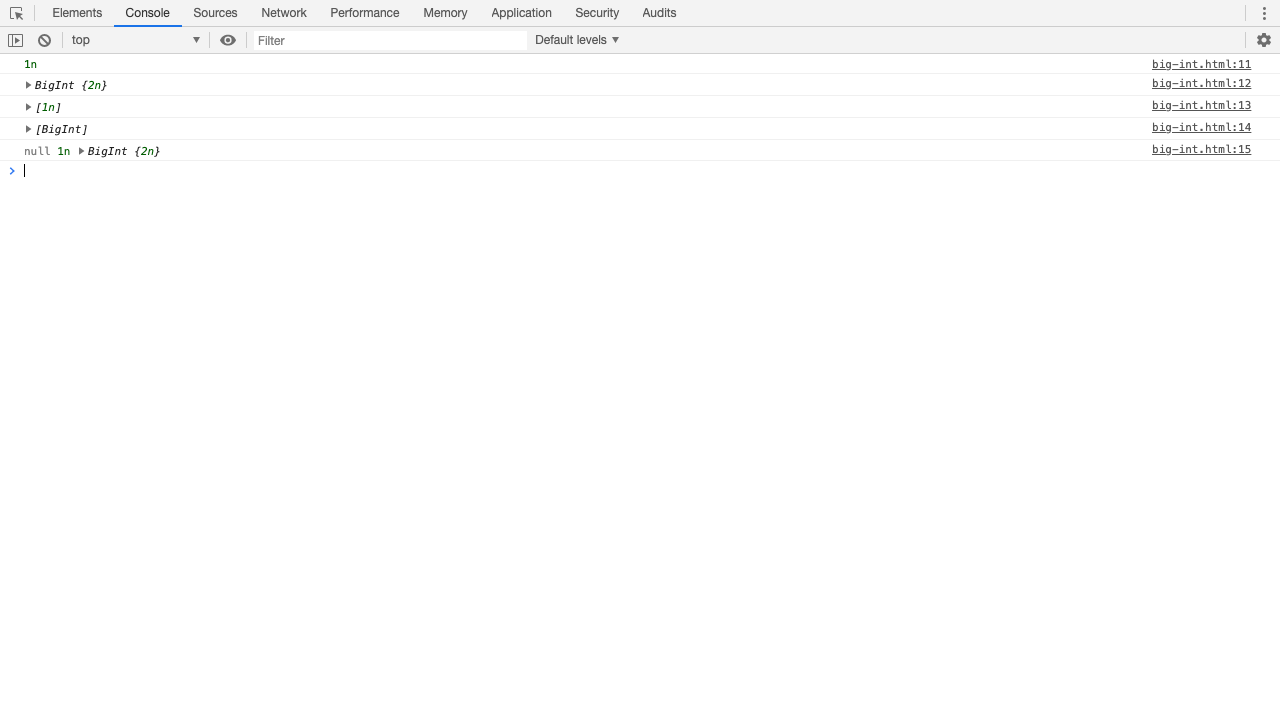 Elements Console Sources Network Performance Memory Application Security Audits
top Filter Default levels
1n big-int.html:11
BigInt {2n} big-int.html:12
[1n] big-int.html:13
[BigInt] big-int.html:14
null 1n BigInt {2n} big-int.html:15